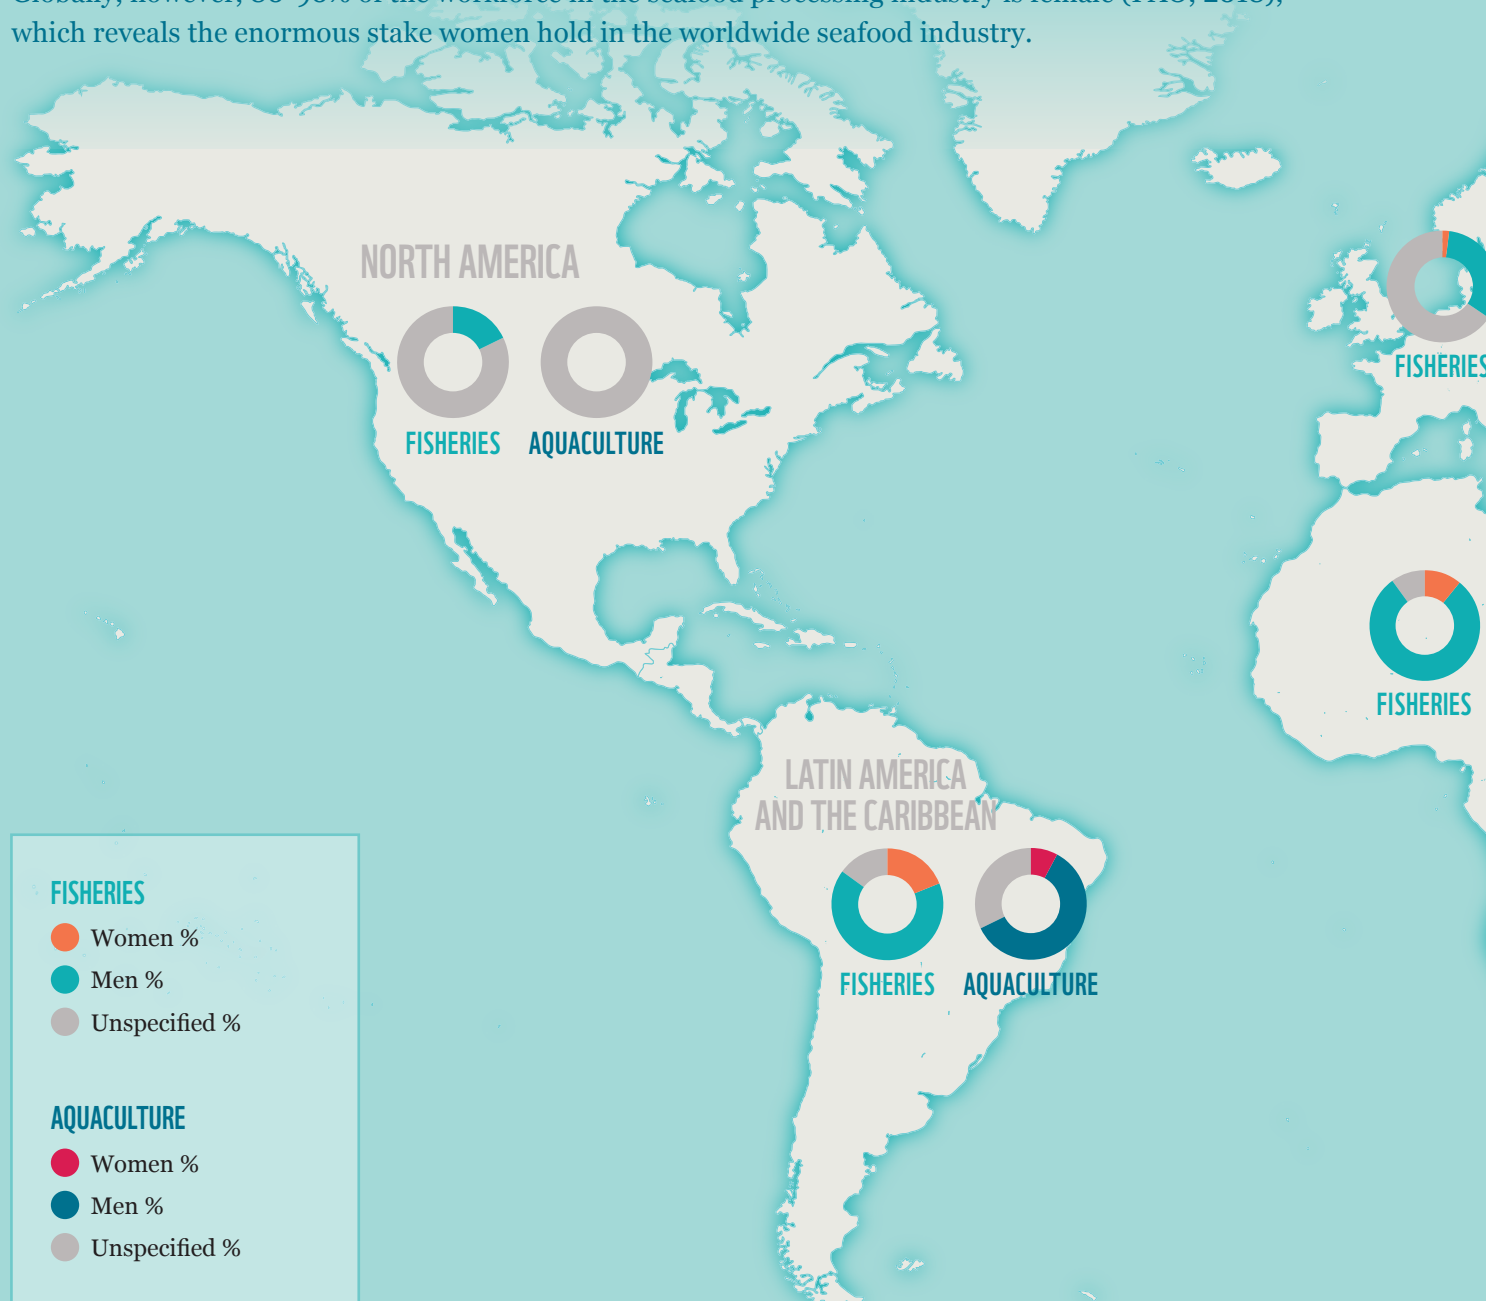 which reveals the enormous stake women hold in the worldwide seafood industry.
NORTH AMERICA
FISHERIES
AQUACULTURE
FISHERIES
FISHERIES
LATIN AMERICA
AND THE CARIBBEAN
FISHERIES
AQUACULTURE
FISHERIES
Women %
Men %
Unspecified %
AQUACULTURE
Women %
Men %
Unspecified %